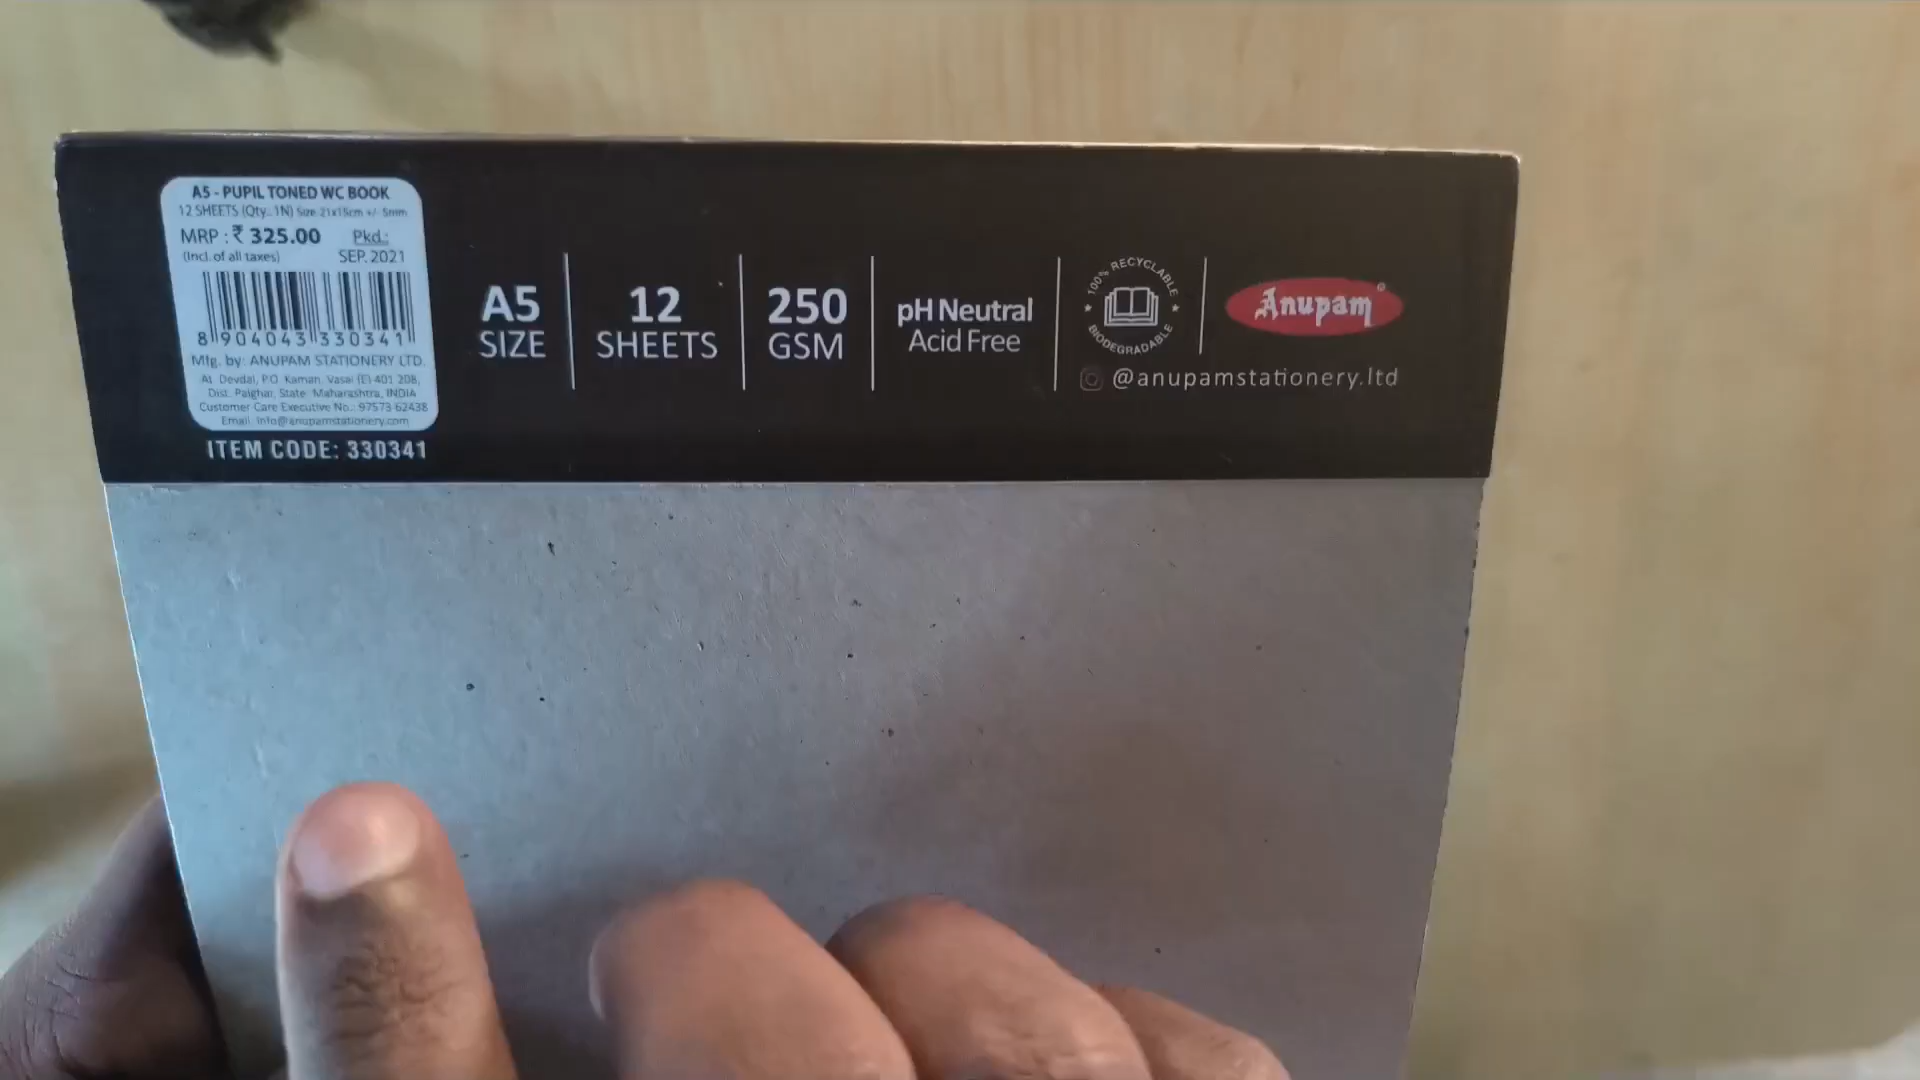 A5 - PUPIL TONED WC BOOK
12 SHEETS (Qty.: 1N) Size: 21x15cm +/- 5mm
MRP : ₹ 325.00 Pkd.:
(Incl. of all taxes) SEP. 2021
8 904043 330341
Mfg. by: ANUPAM STATIONERY LTD.
At. Devdal, P.O. Kaman, Vasai (E)-401 208,
Dist. Palghar, State: Maharashtra, INDIA
Customer Care Executive No.: 97573 62438
Email: info@anupamstationery.com
ITEM CODE: 330341
A5
SIZE
12
SHEETS
250
GSM
pH Neutral
Acid Free
100% RECYCLABLE
BIODEGRADABLE
Anupam
@anupamstationery.ltd